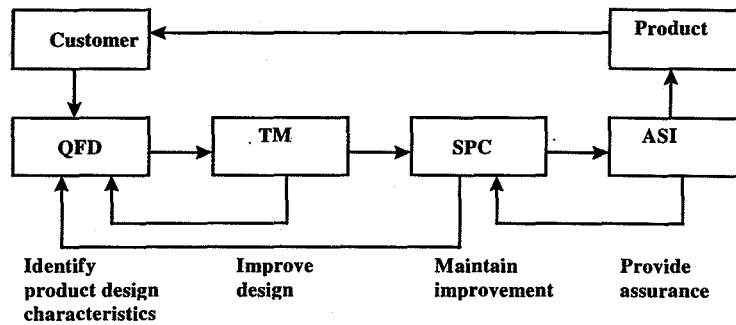 Customer
Product
QFD
TM
SPC
ASI
Identify
product design
characteristics
Improve
design
Maintain
improvement
Provide
assurance